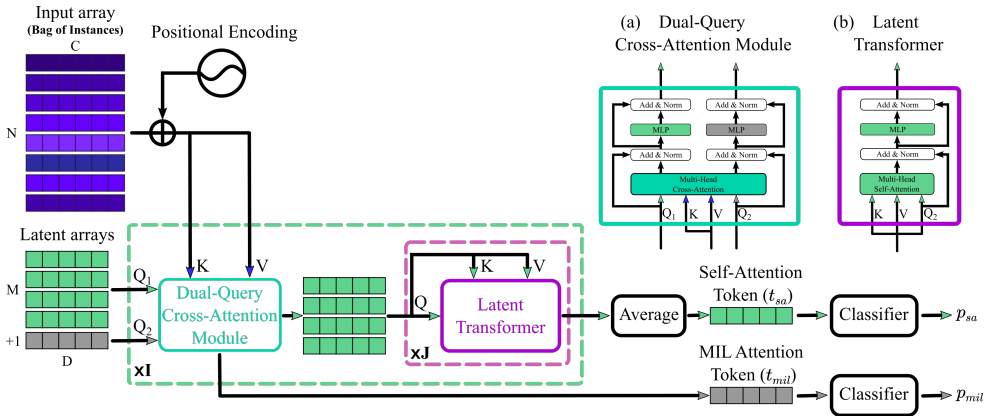 Input array
(Bag of Instances)
C
N
Positional Encoding
(a) Dual-Query
Cross-Attention Module
Add & Norm
Add & Norm
MLP
MLP
Add & Norm
Add & Norm
Multi-Head
Cross-Attention
Q1
K
V
Q2
(b) Latent
Transformer
Add & Norm
MLP
Add & Norm
Multi-Head
Self-Attention
K
V
Q2
Latent arrays
M
+1
D
Q1
Q2
K
V
Dual-Query
Cross-Attention
Module
xI
Q
K
V
Latent
Transformer
xJ
Average
Self-Attention
Token (tsa)
Classifier
psa
MIL Attention
Token (tmil)
Classifier
pmil